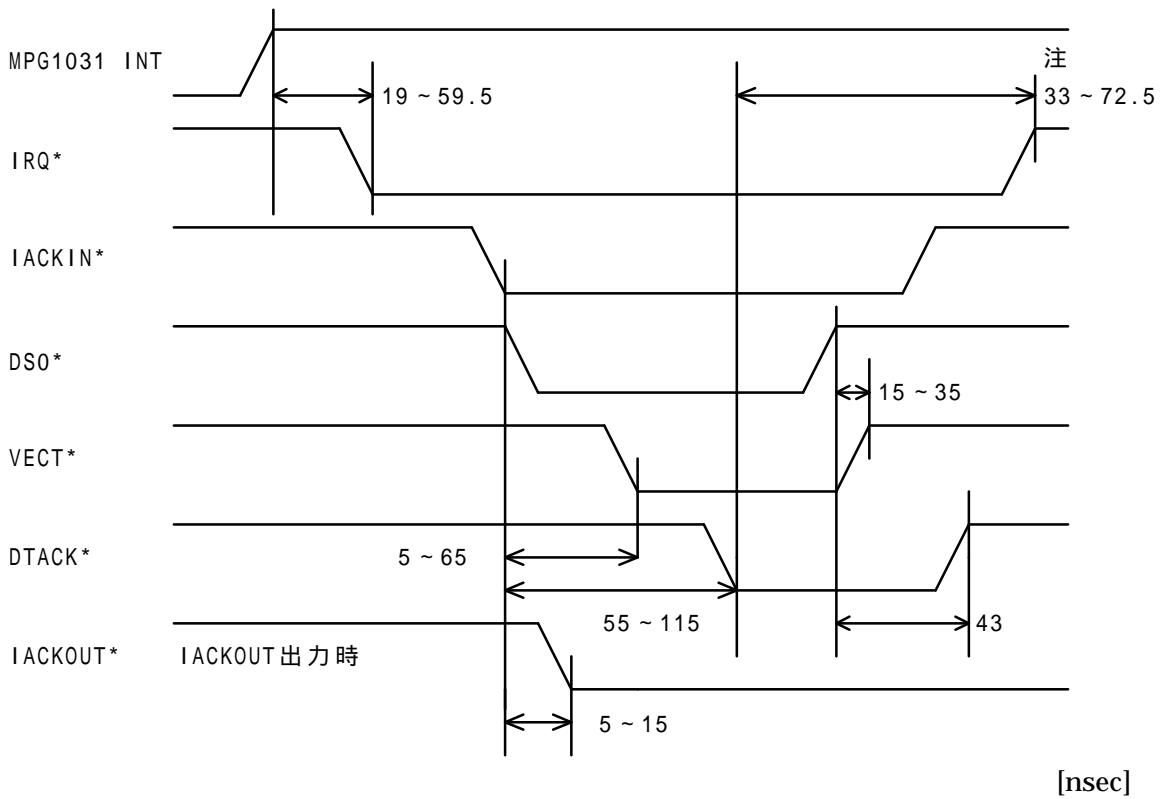 MPG1031 INT
注
19～59.5
33～72.5
IRQ*
IACKIN*
DS0*
15～35
VECT*
DTACK*
5～65
55～115
43
IACKOUT*
IACKOUT出力時
5～15
[nsec]